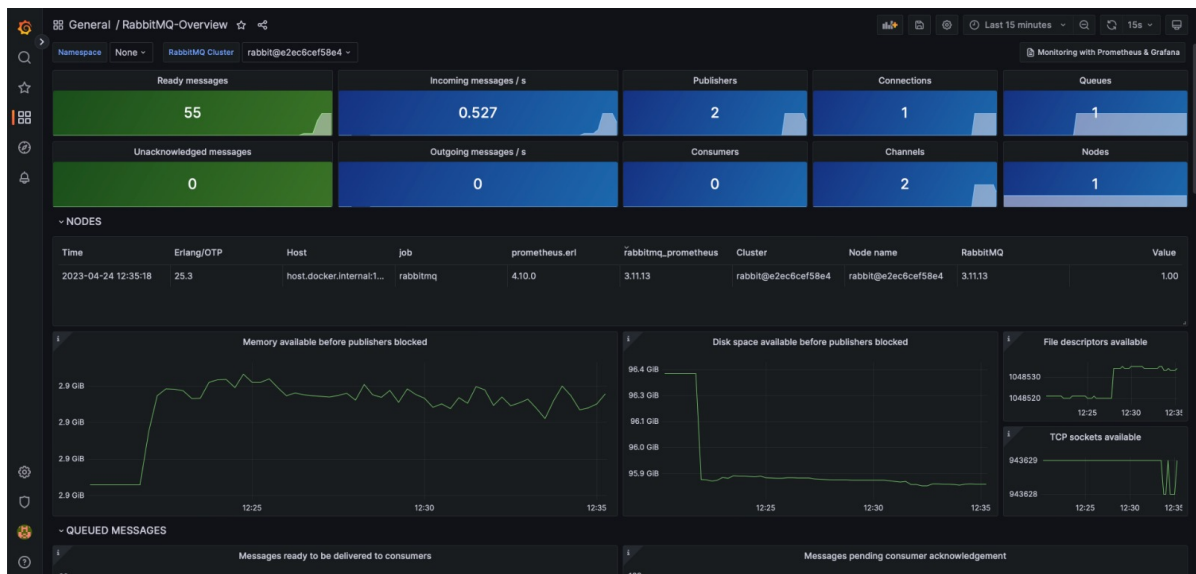 General / RabbitMQ-Overview
Last 15 minutes
15s
Namespace None RabbitMQ Cluster rabbit@e2ec6cef58e4
Monitoring with Prometheus & Grafana
Ready messages
55
Incoming messages / s
0.527
Publishers
2
Connections
1
Queues
1
Unacknowledged messages
0
Outgoing messages / s
0
Consumers
0
Channels
2
Nodes
1
NODES
Time Erlang/OTP Host job prometheus.erl rabbitmq_prometheus Cluster Node name RabbitMQ Value
2023-04-24 12:35:18 25.3 host.docker.internal:1... rabbitmq 4.10.0 3.11.13 rabbit@e2ec6cef58e4 rabbit@e2ec6cef58e4 3.11.13 1.00
Memory available before publishers blocked
2.9 GiB
2.9 GiB
2.9 GiB
2.9 GiB
12:25 12:30 12:35
Disk space available before publishers blocked
96.4 GiB
96.3 GiB
96.1 GiB
96.0 GiB
95.9 GiB
12:25 12:30 12:35
File descriptors available
1048530
1048520
12:25 12:30 12:35
TCP sockets available
943629
943628
12:25 12:30 12:35
QUEUED MESSAGES
Messages ready to be delivered to consumers
Messages pending consumer acknowledgement